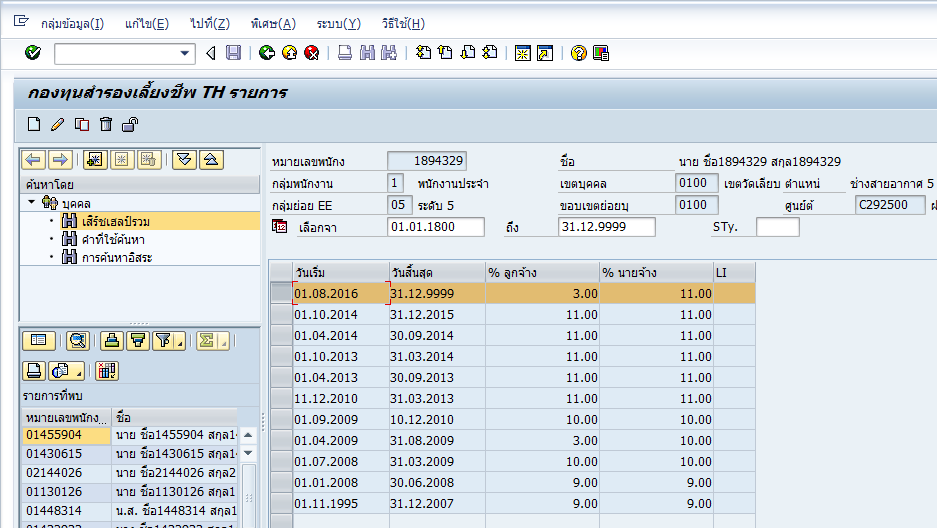 กลุ่มข้อมูล(I) แก้ไข(E) ไปที่(Z) พิเศษ(A) ระบบ(Y) วิธีใช้(H)
กองทุนสำรองเลี้ยงชีพ TH รายการ
ค้นหาโดย
บุคคล
เสิร์ชเฮลป์รวม
คำที่ใช้ค้นหา
การค้นหาอิสระ
รายการที่พบ
หมายเลขพนักง... ชื่อ
01455904 นาย ชื่อ1455904 สกุล14
01430615 นาย ชื่อ1430615 สกุล1
02144026 นาย ชื่อ2144026 สกุล2
01130126 นาย ชื่อ1130126 สกุล1
01448314 น.ส. ชื่อ1448314 สกุล1
หมายเลขพนักง 1894329 ชื่อ นาย ชื่อ1894329 สกุล1894329
กลุ่มพนักงาน 1 พนักงานประจำ เขตบุคคล 0100 เขตวัดเลียบ ตำแหน่ ช่างสายอากาศ 5
กลุ่มย่อย EE 05 ระดับ 5 ขอบเขตย่อยบุ 0100 ศูนย์ต้ C292500
เลือกจา 01.01.1800 ถึง 31.12.9999 STy.
วันเริ่ม วันสิ้นสุด % ลูกจ้าง % นายจ้าง LI
01.08.2016 31.12.9999 3.00 11.00
01.10.2014 31.12.2015 11.00 11.00
01.04.2014 30.09.2014 11.00 11.00
01.10.2013 31.03.2014 11.00 11.00
01.04.2013 30.09.2013 11.00 11.00
11.12.2010 31.03.2013 11.00 11.00
01.09.2009 10.12.2010 10.00 10.00
01.04.2009 31.08.2009 3.00 10.00
01.07.2008 31.03.2009 10.00 10.00
01.01.2008 30.06.2008 9.00 9.00
01.11.1995 31.12.2007 9.00 9.00